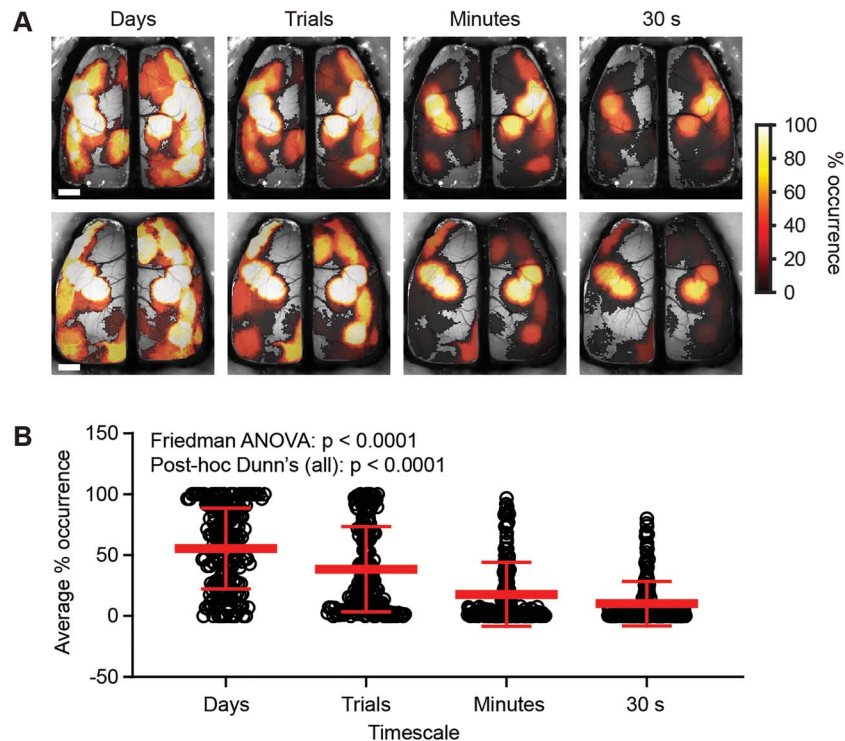 A
Days
Trials
Minutes
30 s
100
80
60
40
20
0
% occurrence
B
Friedman ANOVA: p < 0.0001
Post-hoc Dunn's (all): p < 0.0001
150
100
50
0
-50
Average % occurrence
Days
Trials
Minutes
30 s
Timescale